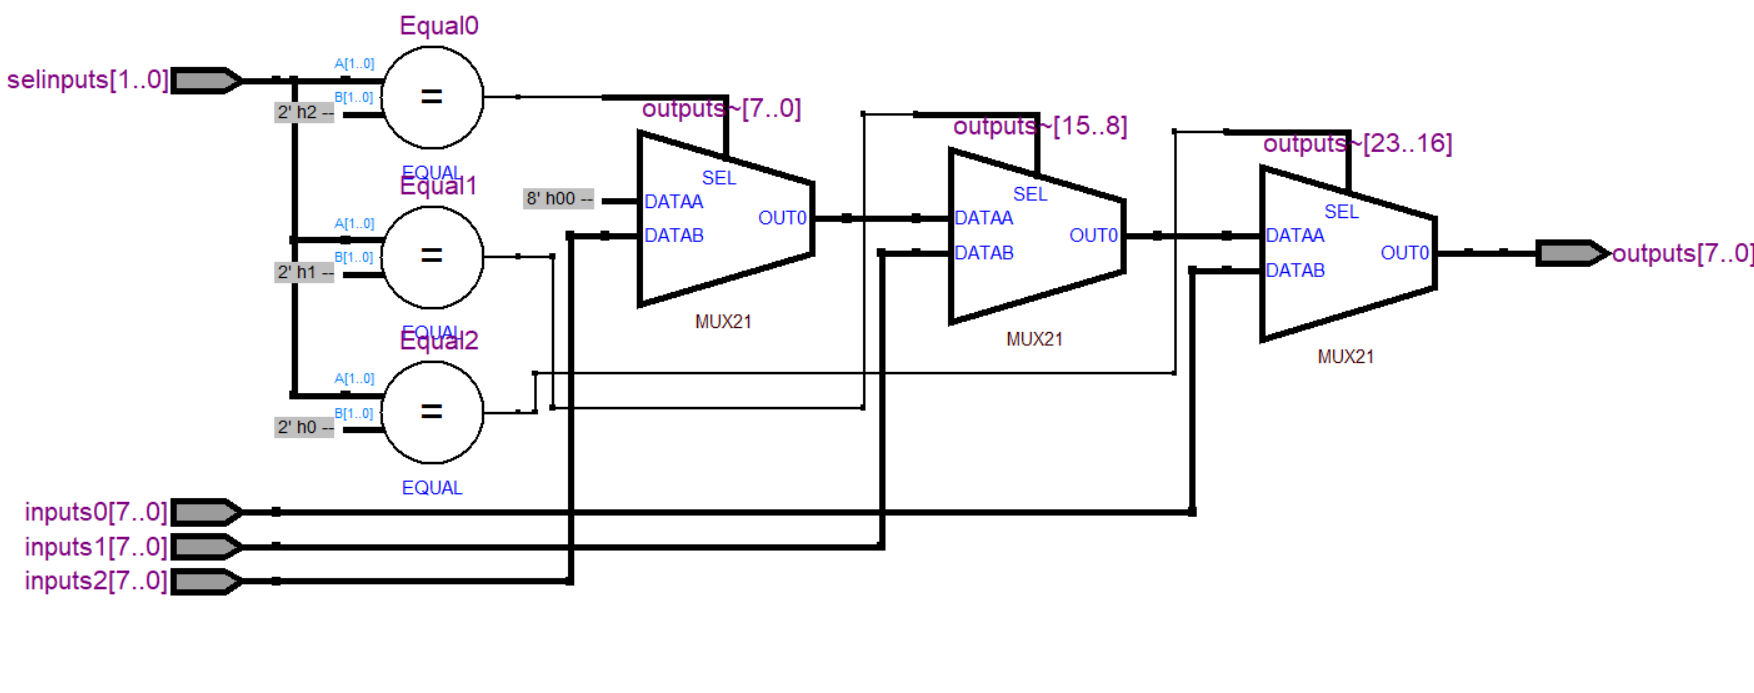 Equal0
selinputs[1..0]
A[1..0]
B[1..0]
2' h2 --
=
EQUAL
Equal1
A[1..0]
B[1..0]
2' h1 --
=
EQUAL
Equal2
A[1..0]
B[1..0]
2' h0 --
=
EQUAL
outputs~[7..0]
SEL
8' h00 --
DATAA
DATAB
OUT0
MUX21
outputs~[15..8]
SEL
DATAA
DATAB
OUT0
MUX21
outputs~[23..16]
SEL
DATAA
DATAB
OUT0
MUX21
outputs[7..0]
inputs0[7..0]
inputs1[7..0]
inputs2[7..0]